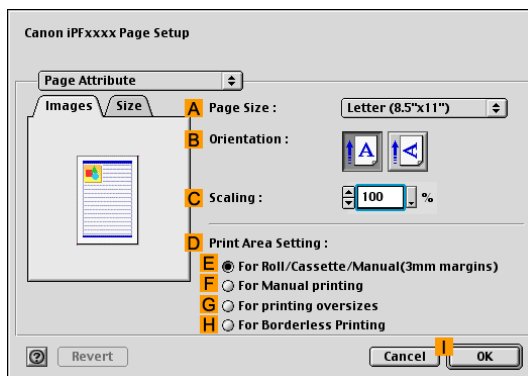 Canon iPFxxxx Page Setup
Page Attribute
Images Size
A Page Size : Letter (8.5"x11")
B Orientation : A A
C Scaling : 100 %
D Print Area Setting :
E For Roll/Cassette/Manual(3mm margins)
F For Manual printing
G For printing oversizes
H For Borderless Printing
I
? Revert Cancel OK